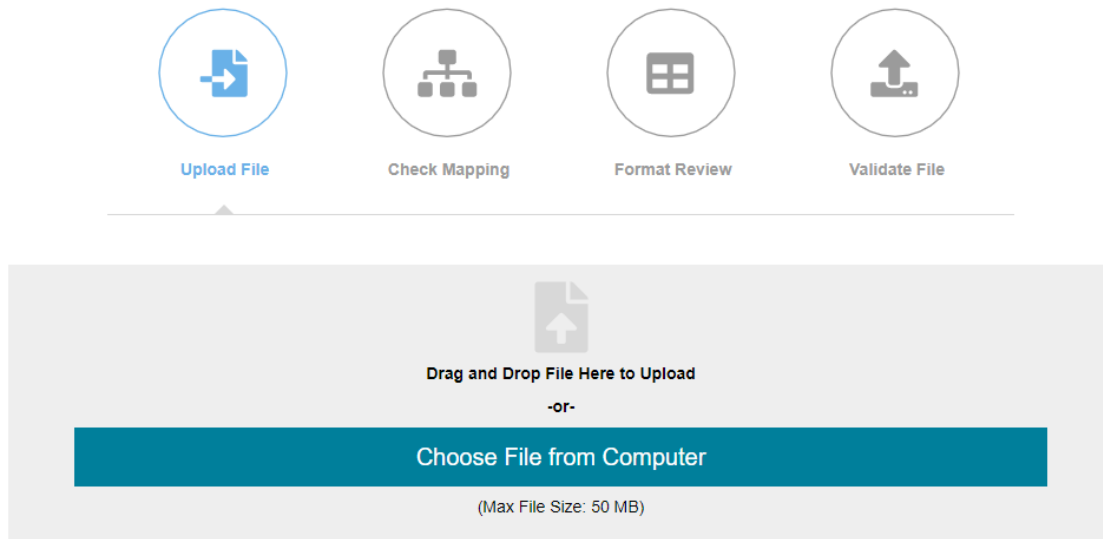 Upload File
Check Mapping
Format Review
Validate File
Drag and Drop File Here to Upload
-or-
Choose File from Computer
(Max File Size: 50 MB)